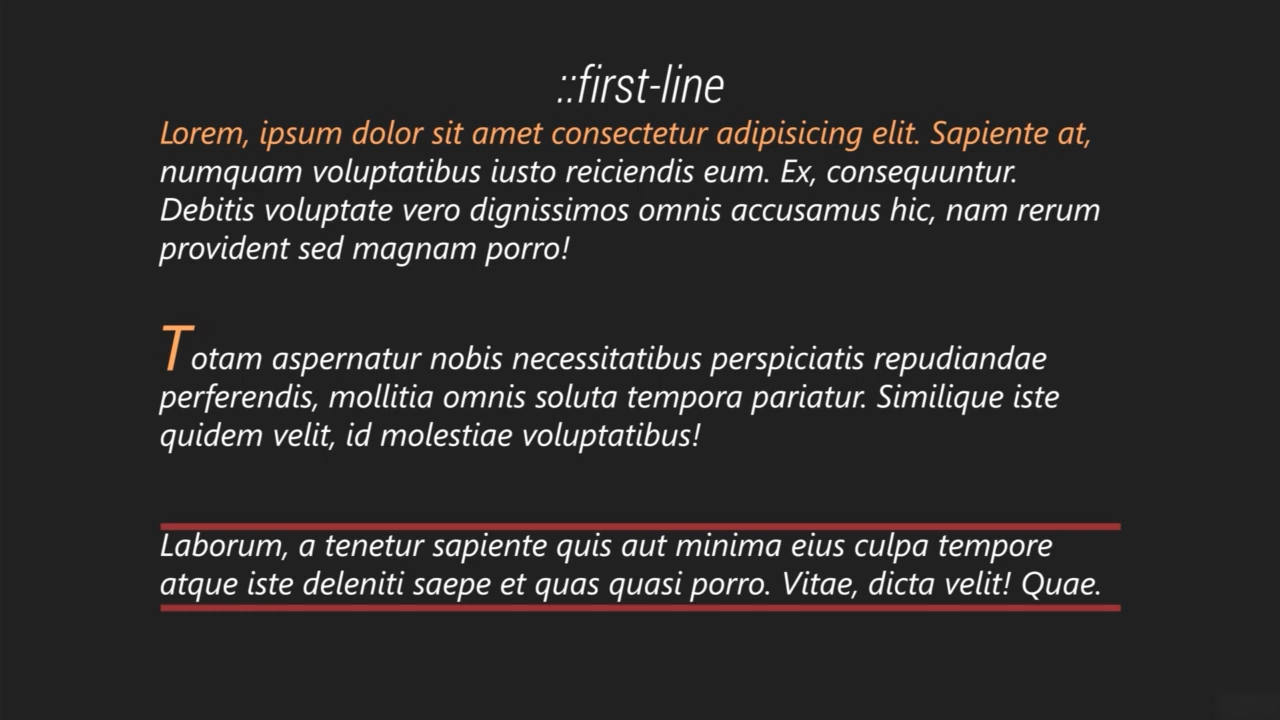 ::first-line
Lorem, ipsum dolor sit amet consectetur adipisicing elit. Sapiente at,
numquam voluptatibus iusto reiciendis eum. Ex, consequuntur.
Debitis voluptate vero dignissimos omnis accusamus hic, nam rerum
provident sed magnam porro!
Totam aspernatur nobis necessitatibus perspiciatis repudiandae
perferendis, mollitia omnis soluta tempora pariatur. Similique iste
quidem velit, id molestiae voluptatibus!
Laborum, a tenetur sapiente quis aut minima eius culpa tempore
atque iste deleniti saepe et quas quasi porro. Vitae, dicta velit! Quae.